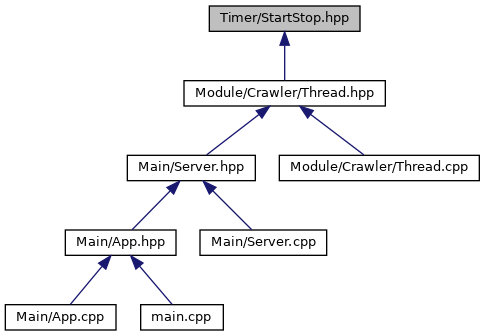 Timer/StartStop.hpp
Module/Crawler/Thread.hpp
Main/Server.hpp
Module/Crawler/Thread.cpp
Main/App.hpp
Main/Server.cpp
Main/App.cpp
main.cpp